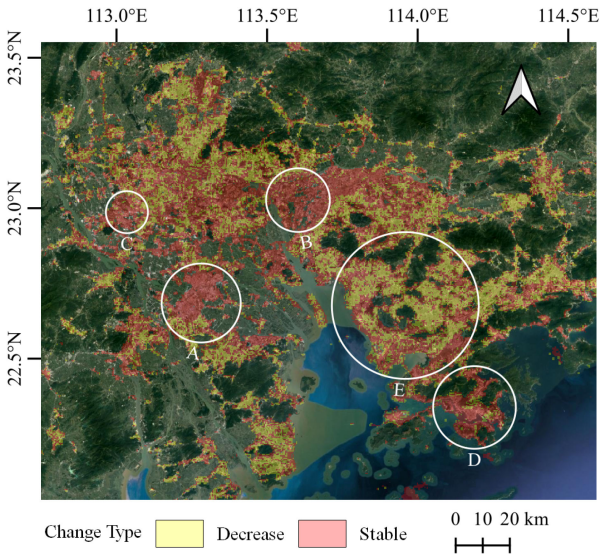 113.0°E 113.5°E 114.0°E 114.5°E
23.5°N
23.0°N
22.5°N
C
B
A
E
D
Change Type Decrease Stable
0 10 20 km